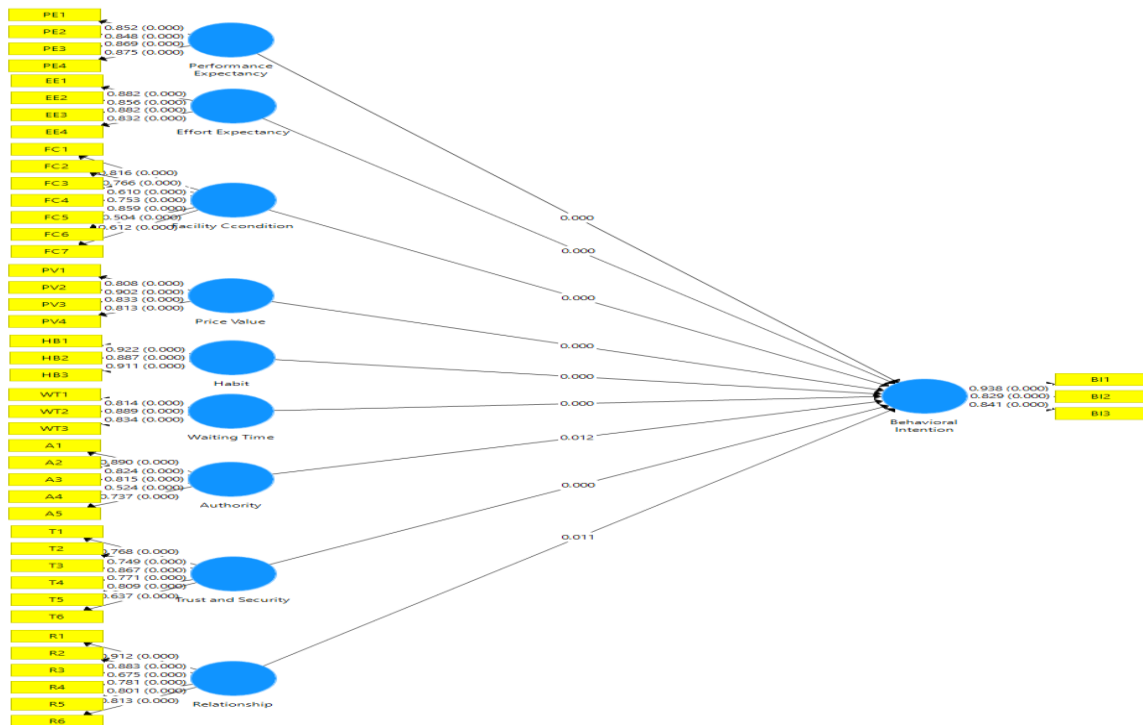 PE1
PE2
PE3
PE4
0.852 (0.000)
0.848 (0.000)
0.869 (0.000)
0.875 (0.000)
Performance
Expectancy
EE1
EE2
EE3
EE4
0.882 (0.000)
0.856 (0.000)
0.882 (0.000)
0.832 (0.000)
Effort Expectancy
FC1
FC2
FC3
FC4
FC5
FC6
FC7
0.816 (0.000)
0.766 (0.000)
0.610 (0.000)
0.753 (0.000)
0.859 (0.000)
0.504 (0.000)
0.612 (0.000)
Facility Ccondition
PV1
PV2
PV3
PV4
0.808 (0.000)
0.902 (0.000)
0.833 (0.000)
0.813 (0.000)
Price Value
HB1
HB2
HB3
0.922 (0.000)
0.887 (0.000)
0.911 (0.000)
Habit
WT1
WT2
WT3
0.814 (0.000)
0.889 (0.000)
0.834 (0.000)
Waiting Time
A1
A2
A3
A4
A5
0.890 (0.000)
0.824 (0.000)
0.815 (0.000)
0.524 (0.000)
0.737 (0.000)
Authority
T1
T2
T3
T4
T5
T6
0.768 (0.000)
0.749 (0.000)
0.867 (0.000)
0.771 (0.000)
0.809 (0.000)
0.637 (0.000)
Trust and Security
R1
R2
R3
R4
R5
R6
0.912 (0.000)
0.883 (0.000)
0.675 (0.000)
0.781 (0.000)
0.801 (0.000)
0.813 (0.000)
Relationship
0.000
0.000
0.000
0.000
0.000
0.000
0.012
0.000
0.011
Behavioral
Intention
0.938 (0.000)
0.829 (0.000)
0.841 (0.000)
BI1
BI2
BI3